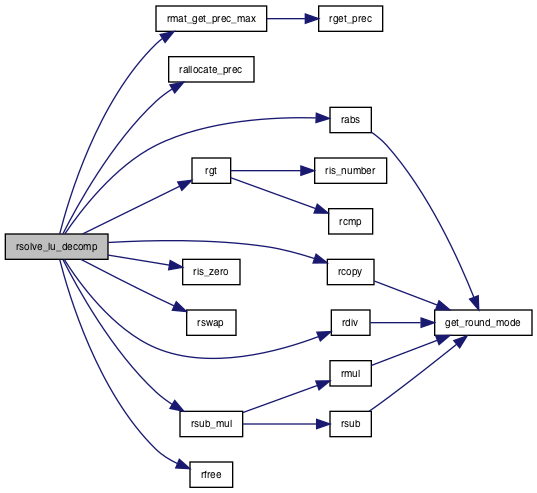 rmat_get_prec_max
rget_prec
rallocate_prec
rabs
rgt
ris_number
rcmp
rsolve_lu_decomp
ris_zero
rcopy
rswap
rdiv
get_round_mode
rmul
rsub_mul
rsub
rfree